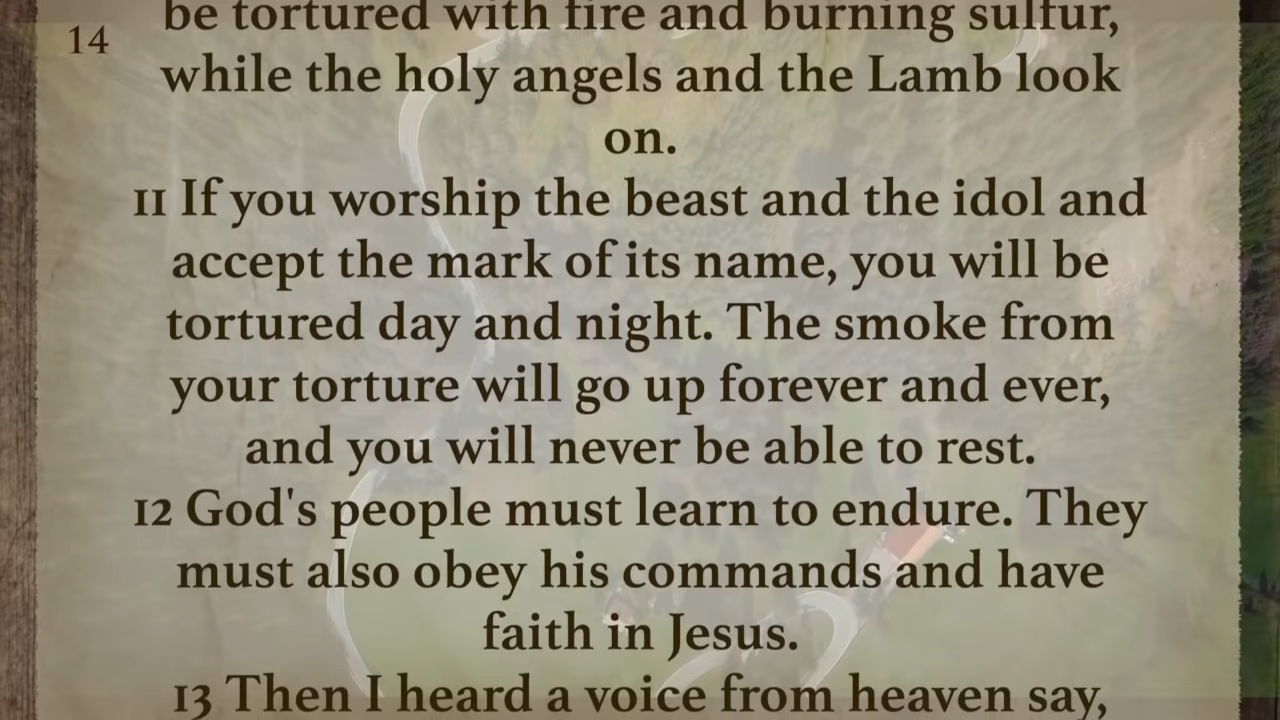 14
be tortured with fire and burning sulfur,
while the holy angels and the Lamb look
on.
11 If you worship the beast and the idol and
accept the mark of its name, you will be
tortured day and night. The smoke from
your torture will go up forever and ever,
and you will never be able to rest.
12 God's people must learn to endure. They
must also obey his commands and have
faith in Jesus.
13 Then I heard a voice from heaven say,